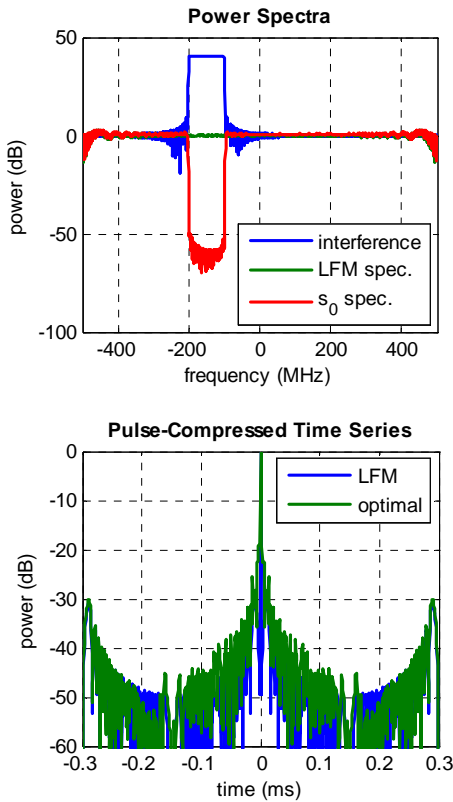 Power Spectra
50
0
-50
-100
power (dB)
interference
LFM spec.
s₀ spec.
-400 -200 0 200 400
frequency (MHz)
Pulse-Compressed Time Series
0
-10
-20
-30
-40
-50
-60
power (dB)
LFM
optimal
-0.3 -0.2 -0.1 0 0.1 0.2 0.3
time (ms)